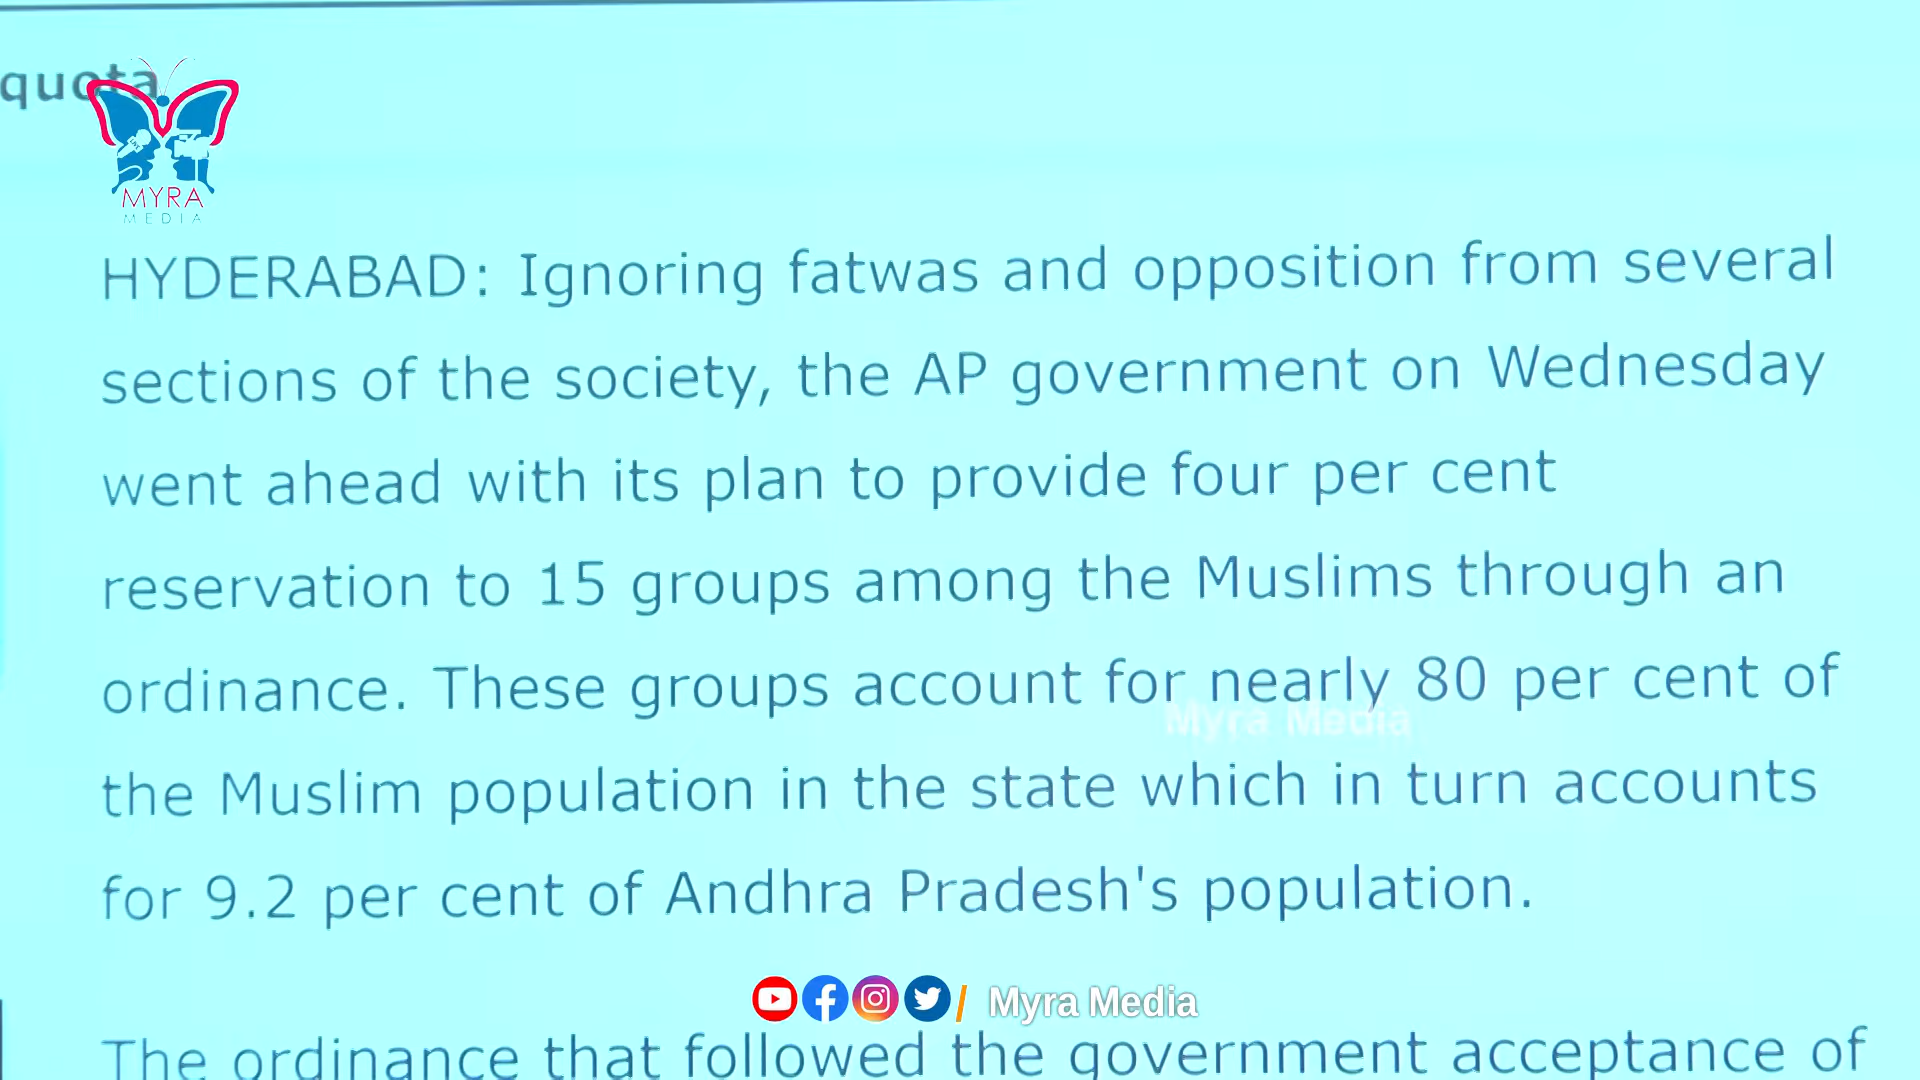 quota
MYRA
MEDIA
HYDERABAD: Ignoring fatwas and opposition from several
sections of the society, the AP government on Wednesday
went ahead with its plan to provide four per cent
reservation to 15 groups among the Muslims through an
ordinance. These groups account for nearly 80 per cent of
Myra Media
the Muslim population in the state which in turn accounts
for 9.2 per cent of Andhra Pradesh's population.
/ Myra Media
The ordinance that followed the government acceptance of